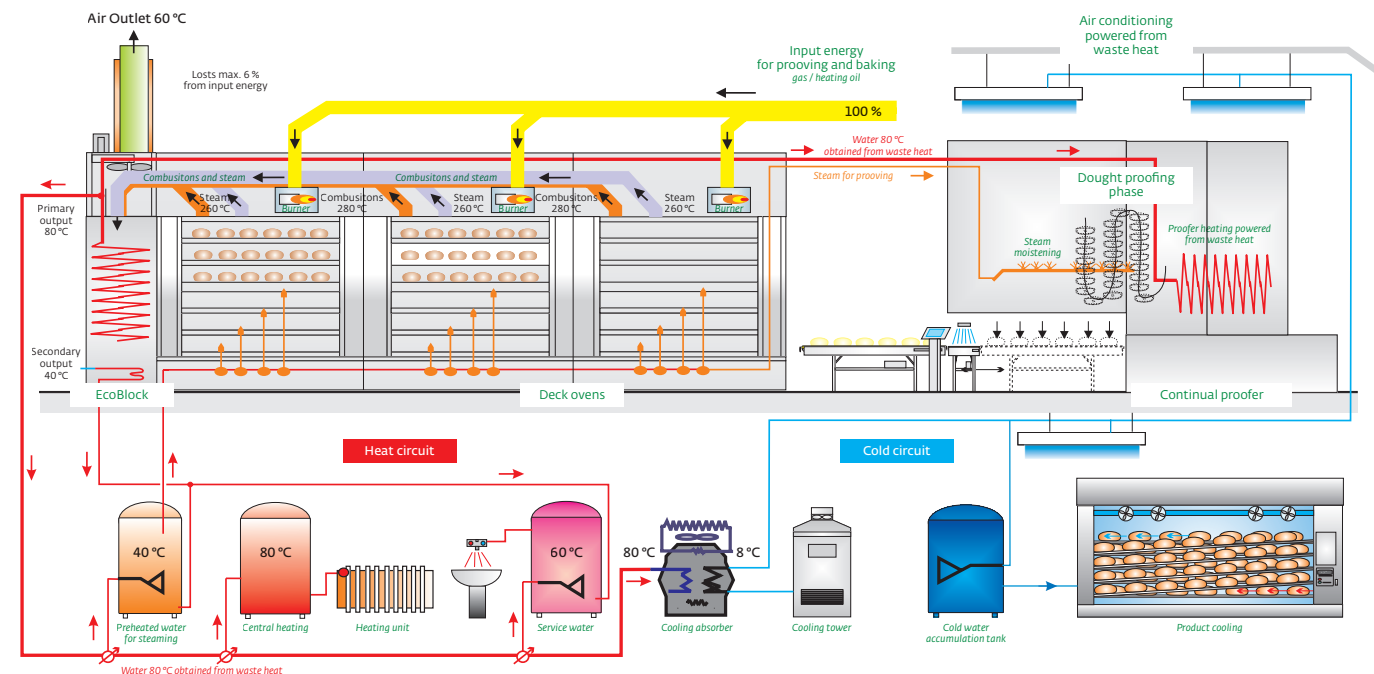 Air Outlet 60 °C
Losts max. 6 %
from input energy
Input energy
for prooving and baking
gas / heating oil
100 %
Air conditioning
powered from
waste heat
Water 80 °C
obtained from waste heat
Steam for prooving
Combusitons and steam
Combusitons and steam
Steam
260 °C
Burner
Combusitons
280 °C
Steam
260 °C
Burner
Combusitons
280 °C
Steam
260 °C
Burner
Primary
output
80 °C
Secondary
output
40 °C
Dought proofing
phase
Steam
moistening
Proofer heating powered
from waste heat
EcoBlock
Deck ovens
Continual proofer
Heat circuit
Cold circuit
40 °C
80 °C
60 °C
80 °C
8 °C
Preheated water
for steaming
Central heating
Heating unit
Service water
Cooling absorber
Cooling tower
Cold water
accumulation tank
Product cooling
Water 80 °C obtained from waste heat